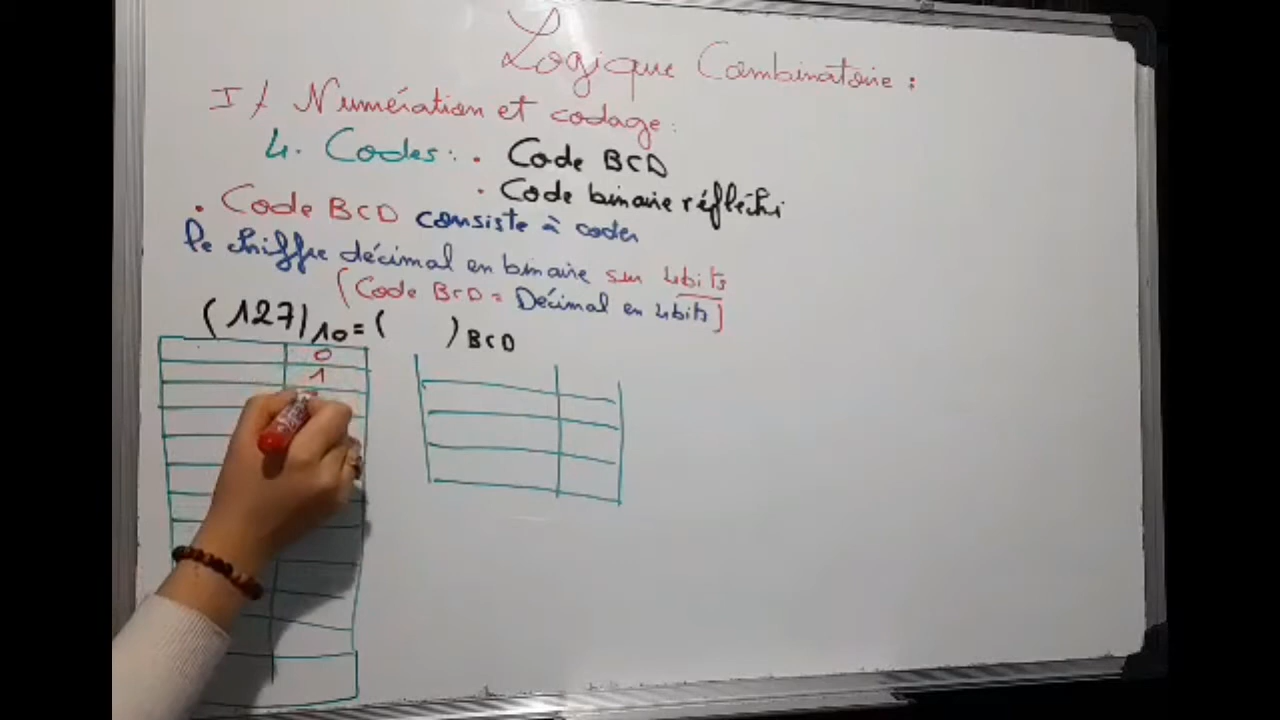 Logique Combinatoire :
I / Numération et codage :
4. Codes : • Code BCD
• Code binaire réfléchi
• Code BCD consiste à coder
le chiffre décimal en binaire sur 4bits
(Code BCD = Décimal en 4bits)
(127)10 = ( )BCD
0
1